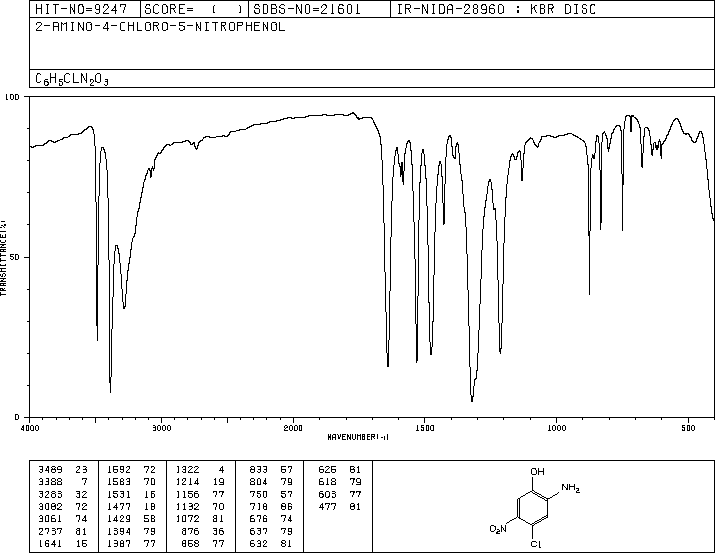 HIT-NO=9247 SCORE= ( ) SDBS-NO=21601 IR-NIDA-28960 : KBR DISC
2-AMINO-4-CHLORO-5-NITROPHENOL
C6H5CLN2O3
100
50
0
TRANSMITTANCE(%)
4000 3000 2000 1500 1000 500
WAVENUMBER(-1)
3489 23 1592 72 1322 4 833 57 626 81
3388 7 1583 70 1214 19 804 79 618 79
3283 32 1531 16 1156 77 750 57 603 77
3082 72 1477 18 1132 70 718 86 477 81
3061 74 1429 58 1072 81 676 74
2737 81 1394 79 876 36 637 79
1641 15 1387 77 858 77 632 81
OH
NH2
O2N
Cl